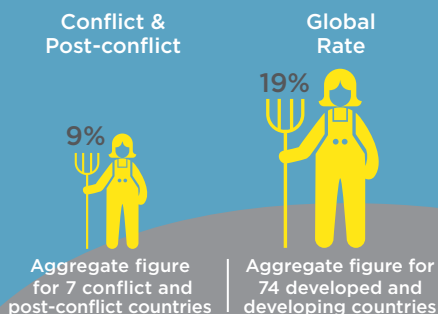 Conflict &
Post-conflict
9%
Aggregate figure
for 7 conflict and
post-conflict countries
Global
Rate
19%
Aggregate figure for
74 developed and
developing countries